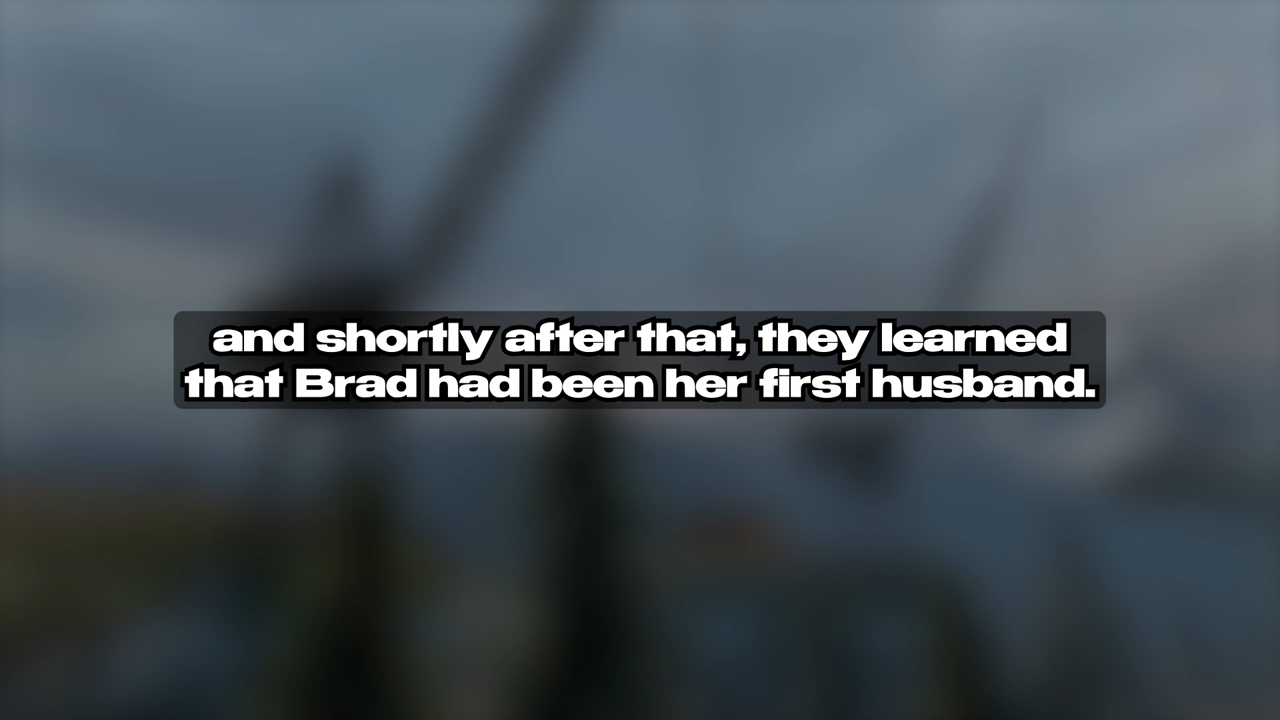 and shortly after that, they learned
that Brad had been her first husband.